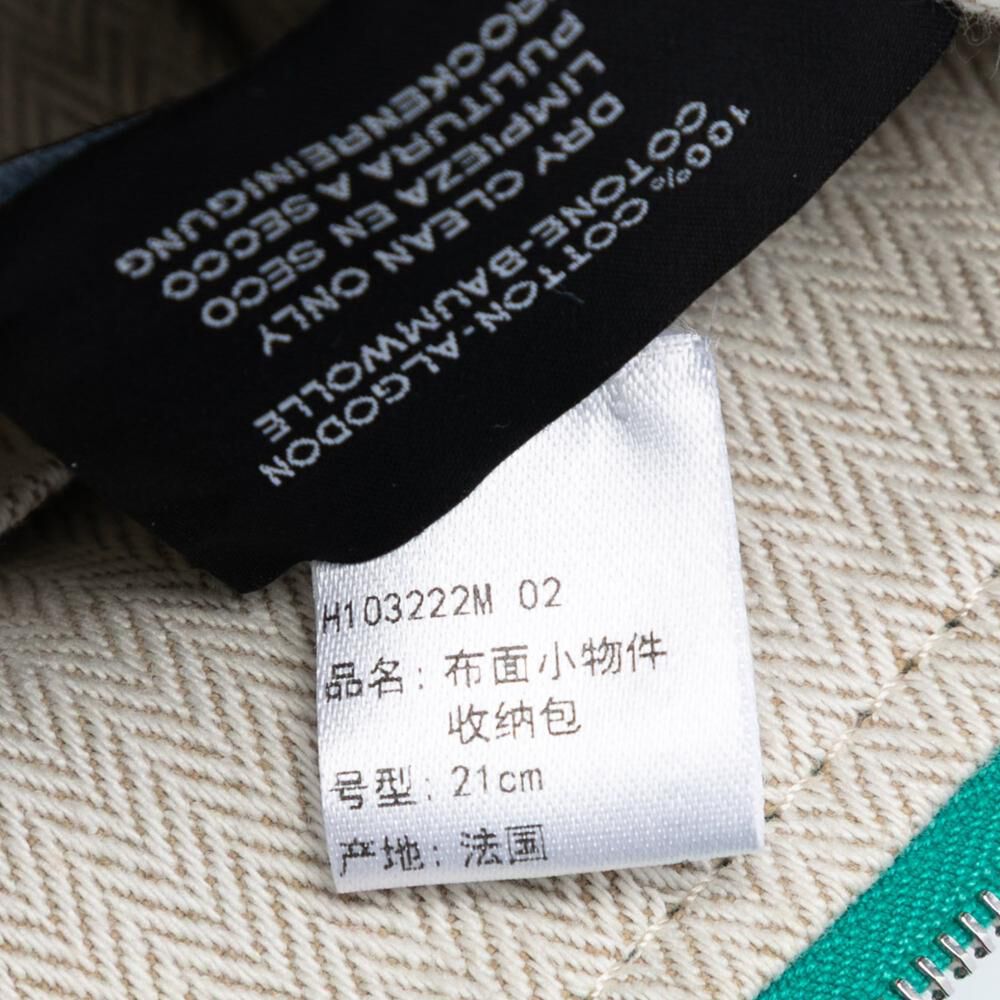 100% COTTON-ALGODON
COTONE-BAUMWOLLE
DRY CLEAN ONLY
LIMPIEZA EN SECO
PULITURA A SECCO
TROCKENREINIGUNG
H103222M 02
品名: 布面小物件
收纳包
号型: 21cm
产地: 法国